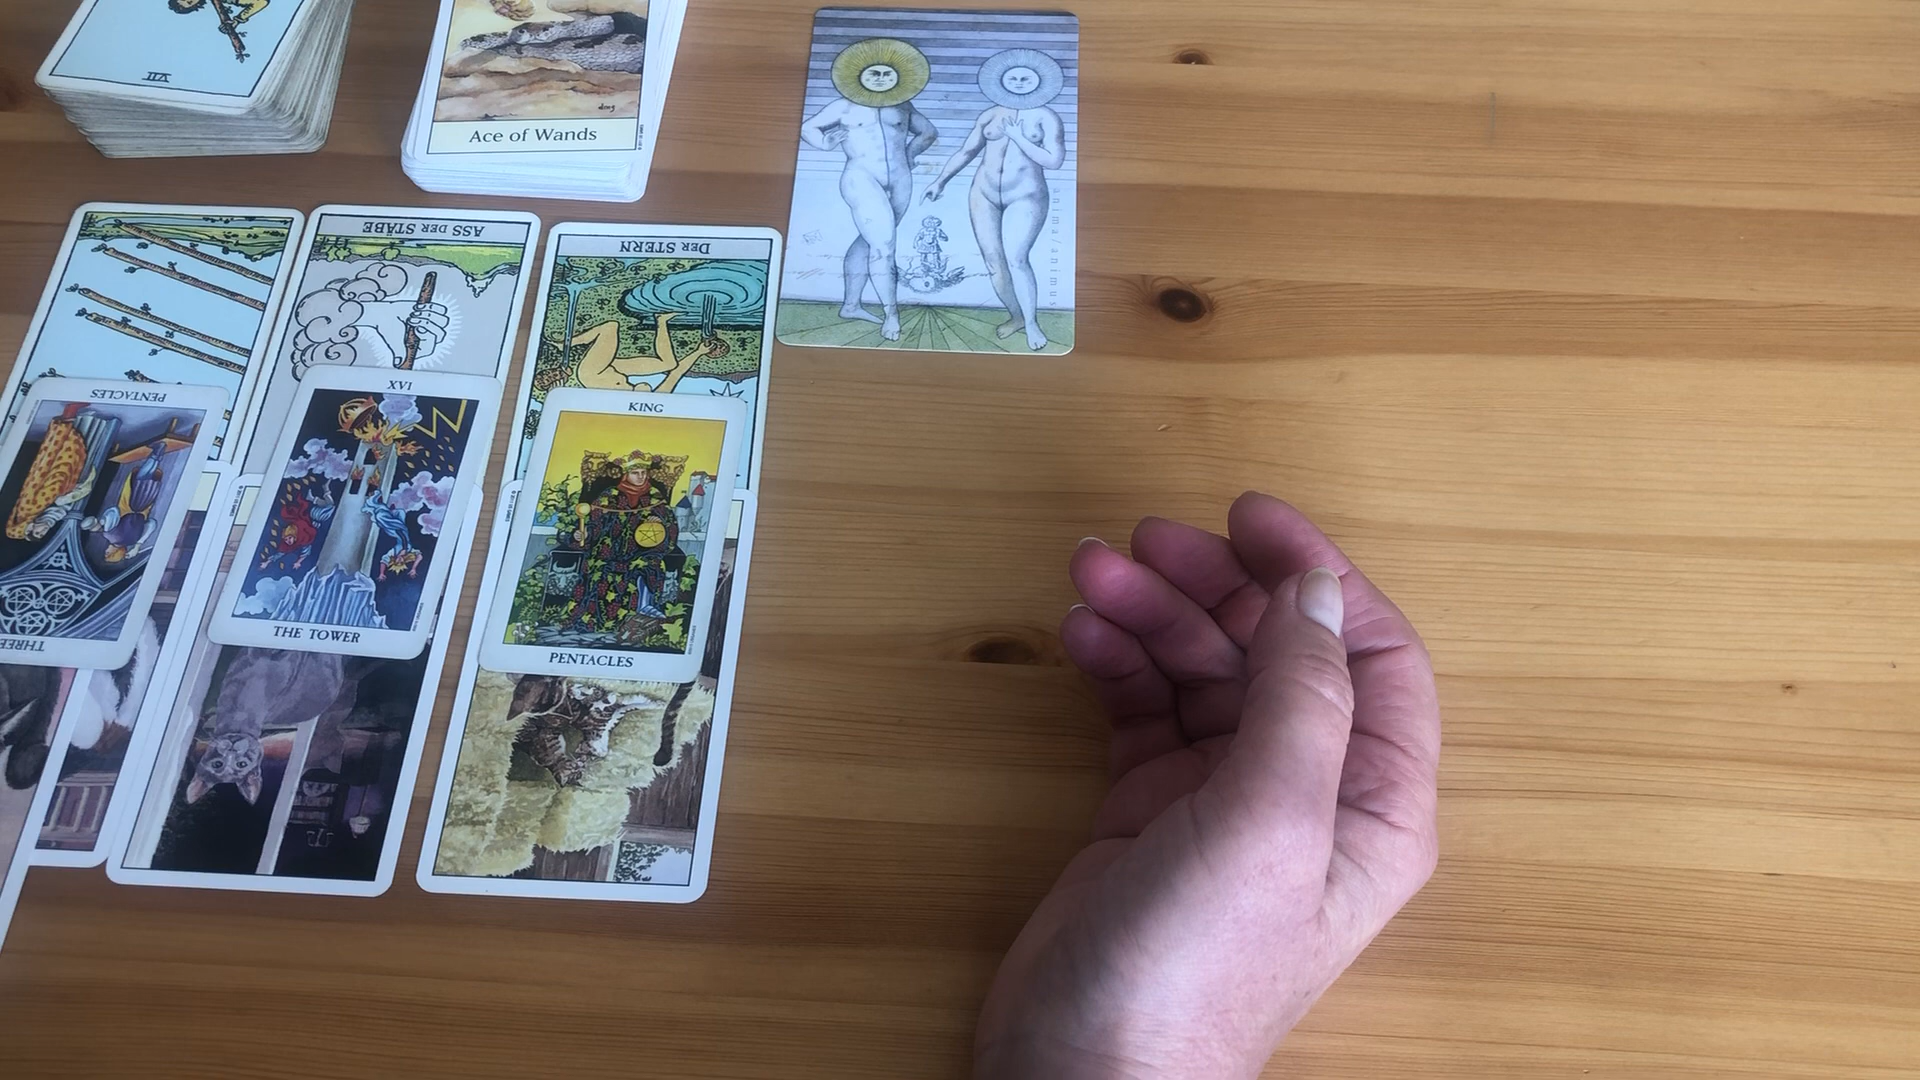 VII
Ace of Wands
ASS DER STÄBE
DER STERN
anima/animus
PENTACLES
XVI
KING
THREE
THE TOWER
PENTACLES